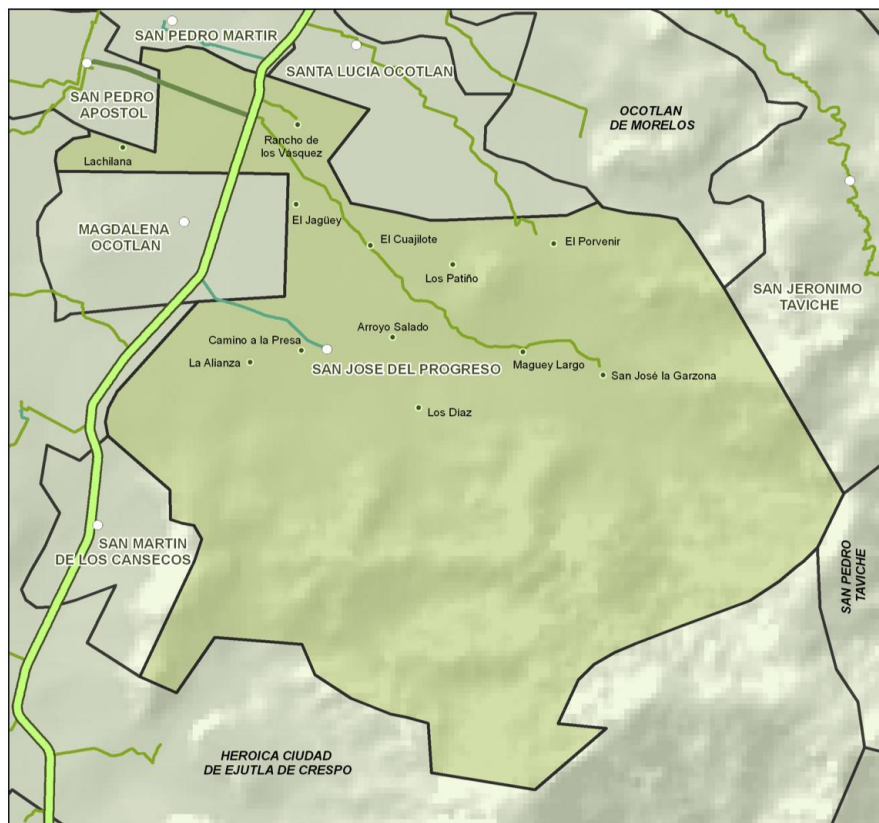 SAN PEDRO MARTIR
SANTA LUCIA OCOTLAN
SAN PEDRO
APOSTOL
OCOTLAN
DE MORELOS
Rancho de
los Vásquez
Lachilana
El Jagüey
MAGDALENA
OCOTLAN
El Cuajilote
El Porvenir
Los Patiño
SAN JERONIMO
TAVICHE
Arroyo Salado
Camino a la Presa
La Alianza
SAN JOSE DEL PROGRESO
Maguey Largo
San José la Garzona
Los Diaz
SAN MARTIN
DE LOS CANSECOS
SAN PEDRO
TAVICHE
HEROICA CIUDAD
DE EJUTLA DE CRESPO